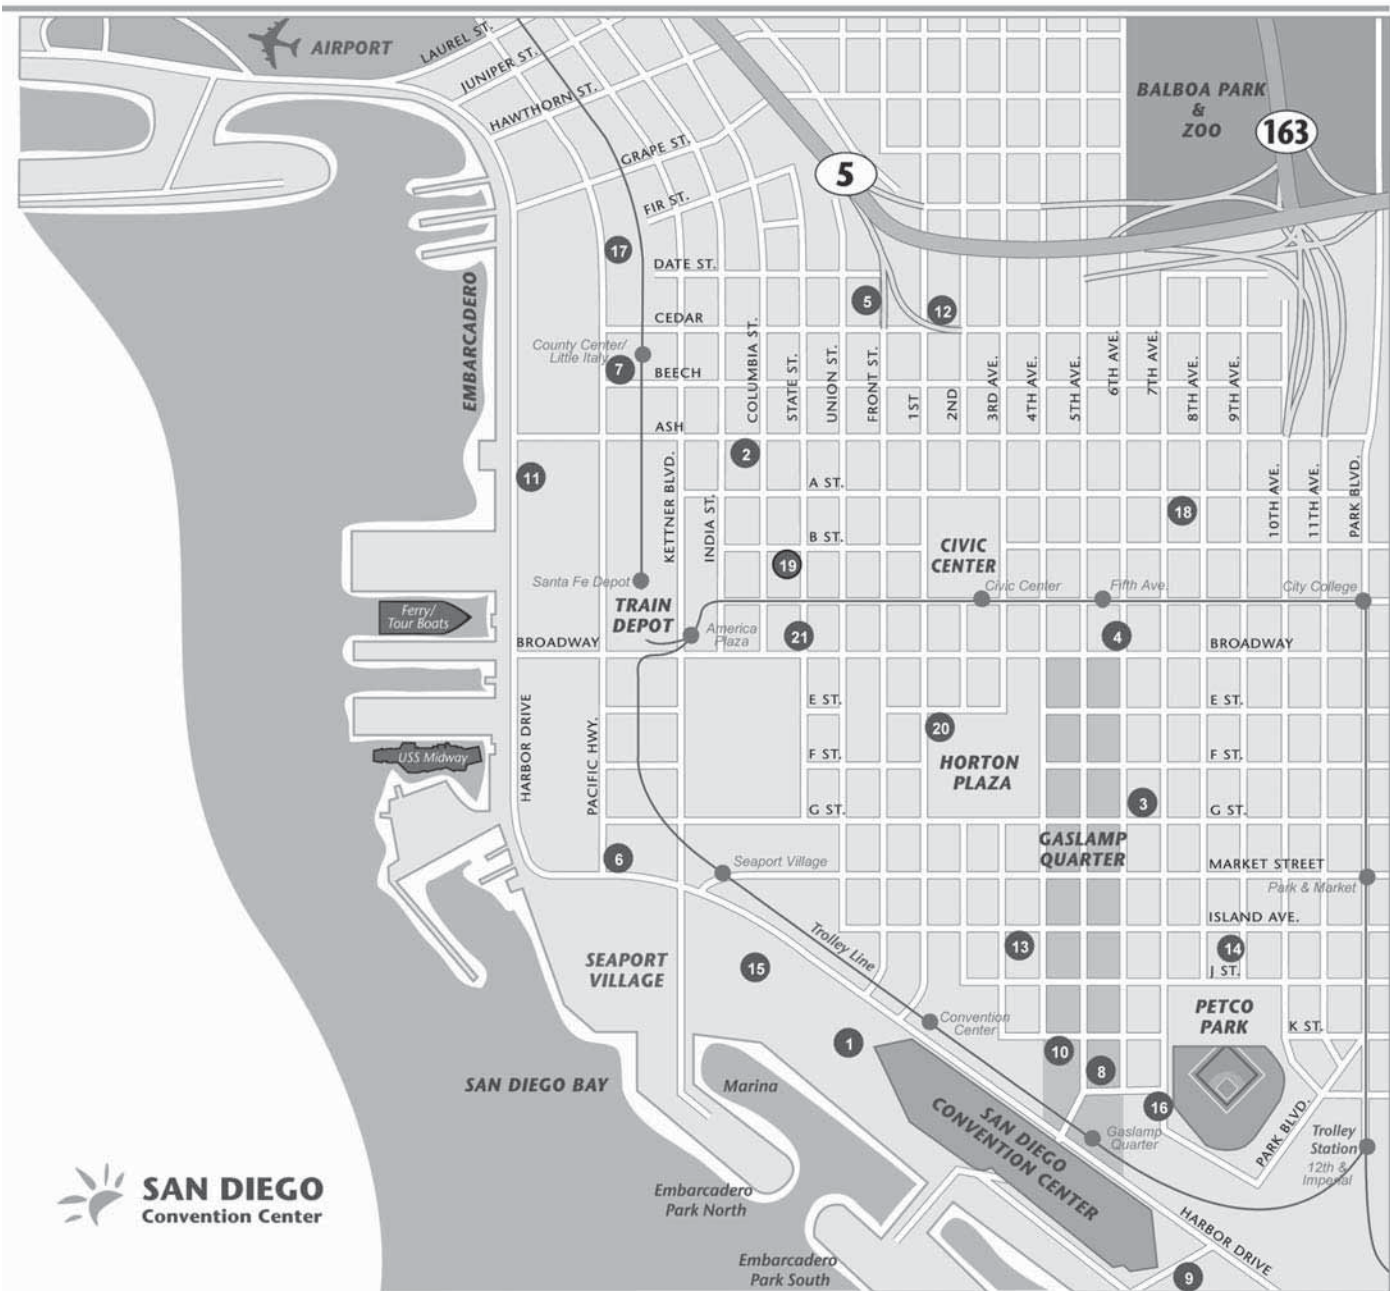 AIRPORT
LAUREL ST.
JUNIPER ST.
HAWTHORN ST.
GRAPE ST.
FIR ST.
BALBOA PARK
&
ZOO
163
5
17
DATE ST.
5
12
CEDAR
EMBARCADERO
County Center/
Little Italy
7
BEECH
COLUMBIA ST.
STATE ST.
UNION ST.
FRONT ST.
1ST
2ND
3RD AVE.
4TH AVE.
5TH AVE.
6TH AVE.
7TH AVE.
8TH AVE.
9TH AVE.
ASH
2
11
KETTNER BLVD.
INDIA ST.
A ST.
18
10TH AVE.
11TH AVE.
PARK BLVD.
B ST.
CIVIC
CENTER
19
Santa Fe Depot
Civic Center
Fifth Ave.
City College
TRAIN
DEPOT
Ferry/
Tour Boats
America
Plaza
21
4
BROADWAY
BROADWAY
HARBOR DRIVE
PACIFIC HWY.
E ST.
E ST.
20
USS Midway
F ST.
F ST.
HORTON
PLAZA
3
G ST.
G ST.
GASLAMP
QUARTER
6
Seaport Village
MARKET STREET
Park & Market
ISLAND AVE.
Trolley Line
13
14
SEAPORT
VILLAGE
15
J ST.
PETCO
PARK
Convention
Center
K ST.
1
10
8
SAN DIEGO BAY
Marina
16
SAN DIEGO
CONVENTION CENTER
Gaslamp
Quarter
PARK BLVD.
Trolley
Station
12th &
Imperial
SAN DIEGO
Convention Center
Embarcadero
Park North
HARBOR DRIVE
Embarcadero
Park South
9